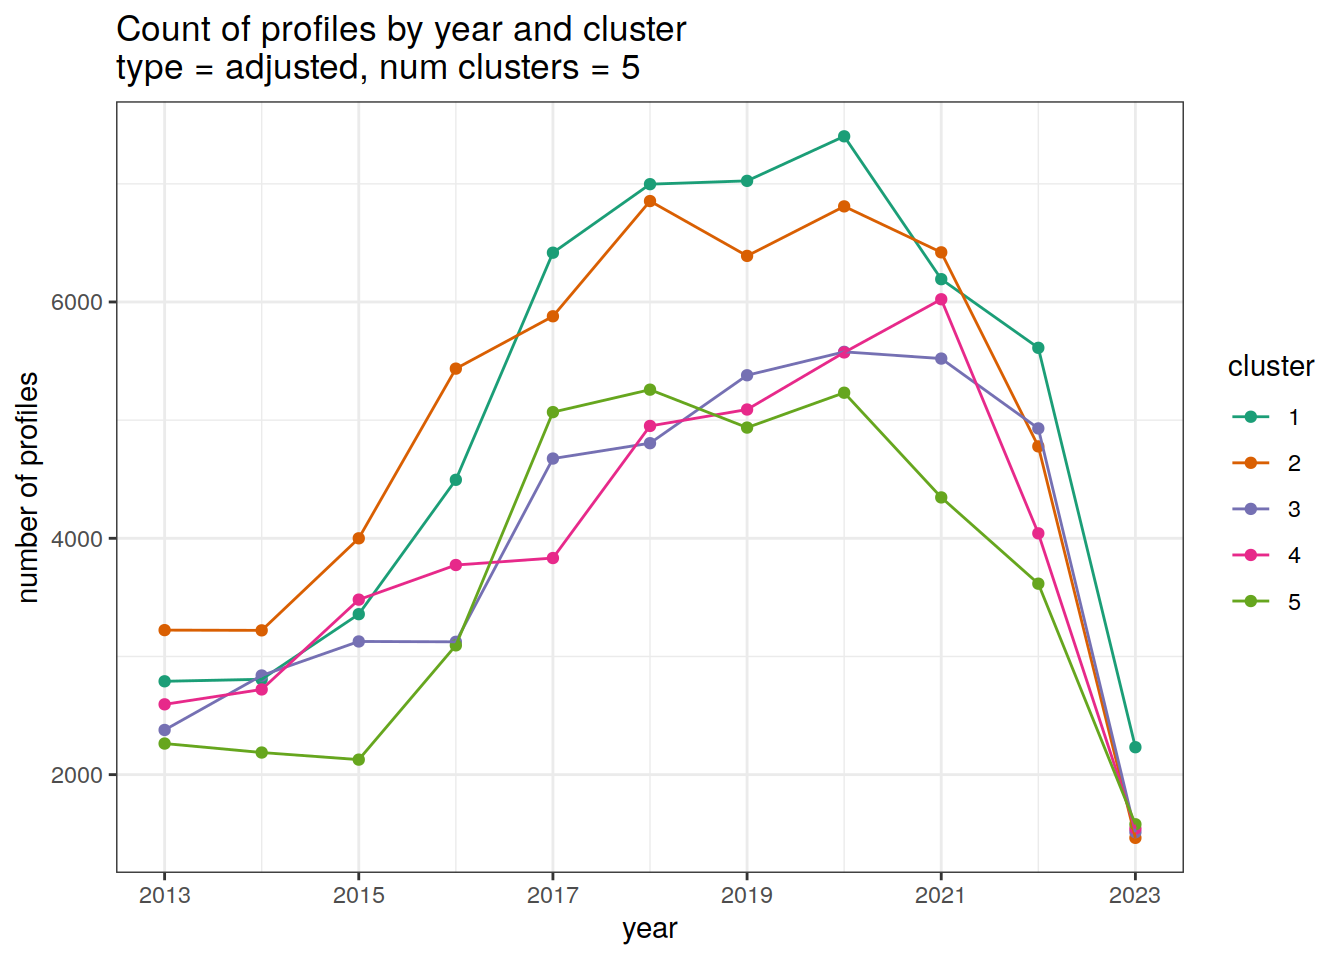 Count of profiles by year and cluster
type = adjusted, num clusters = 5
number of profiles
6000
4000
2000
2013 2015 2017 2019 2021 2023
year
cluster
1
2
3
4
5